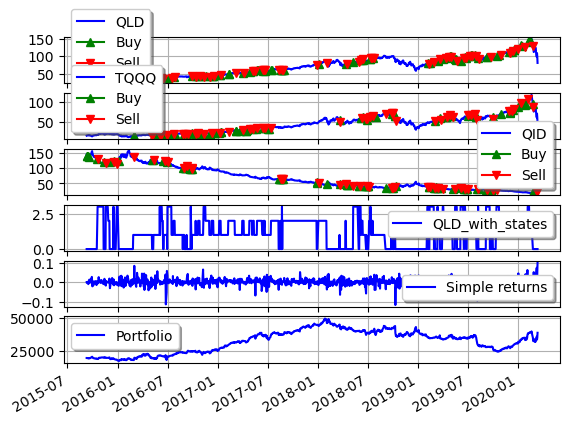 QLD
Buy
Sell
150
100
50
TQQQ
Buy
Sell
100
50
QID
Buy
Sell
150
100
50
QLD_with_states
2.5
0.0
Simple returns
0.1
0.0
−0.1
Portfolio
50000
25000
2015-07
2016-01
2016-07
2017-01
2017-07
2018-01
2018-07
2019-01
2019-07
2020-01